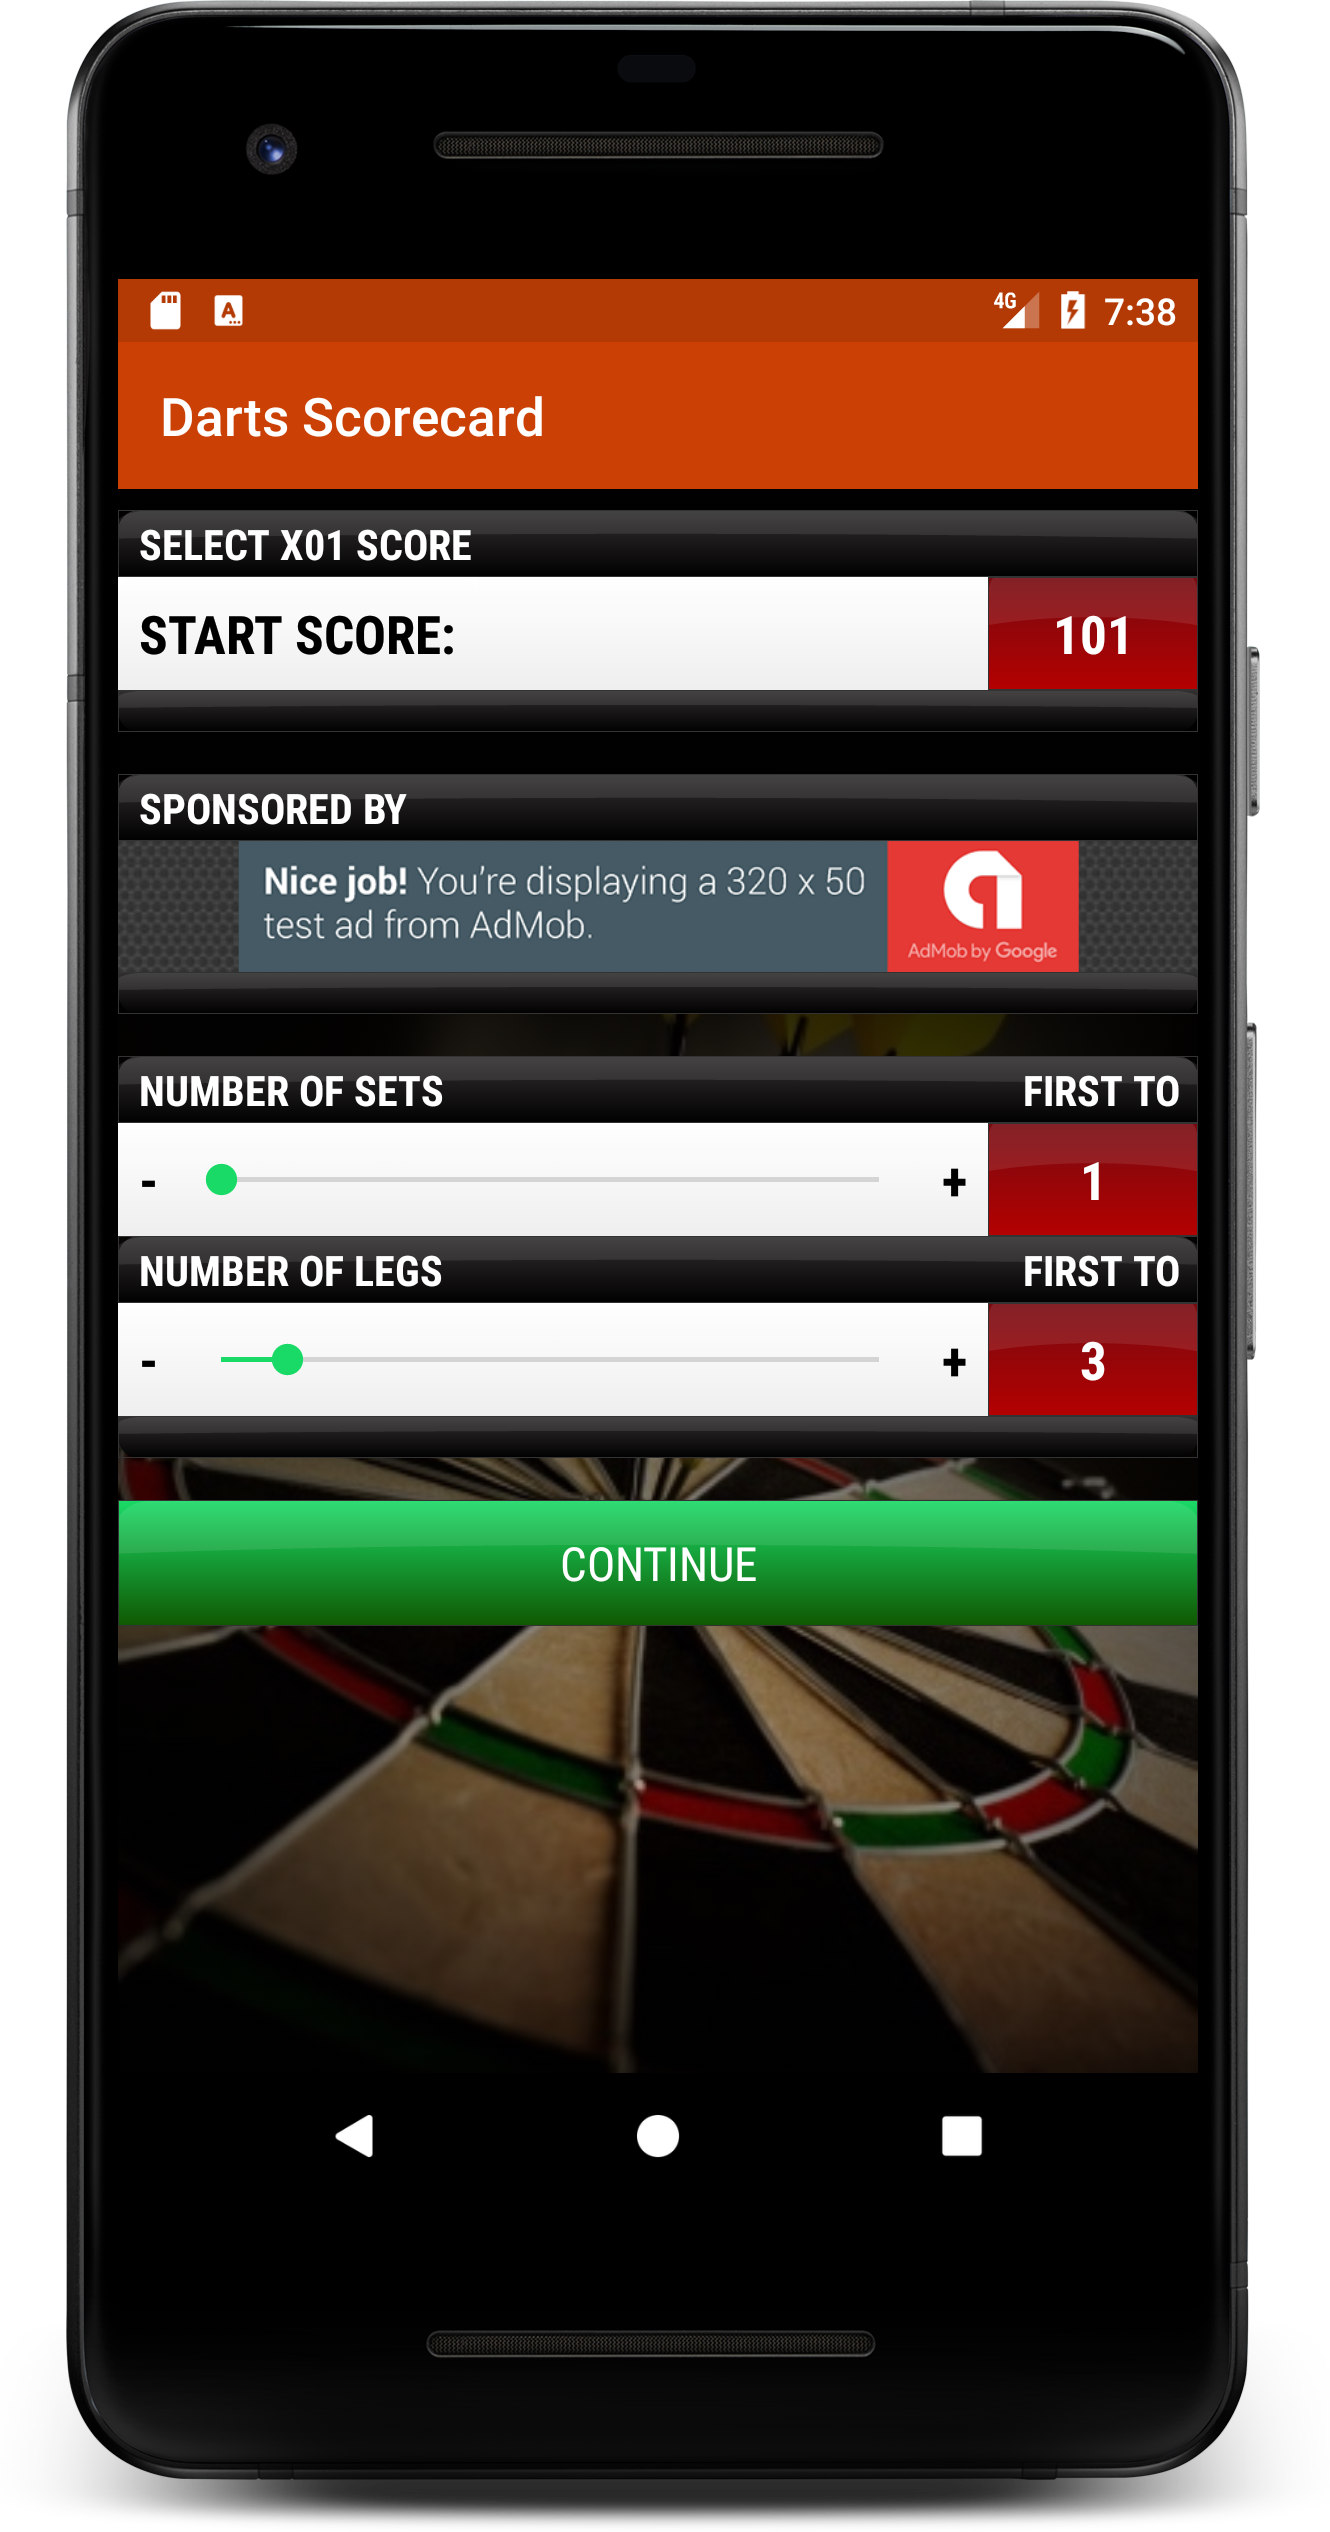 4G 7:38
Darts Scorecard
SELECT X01 SCORE
START SCORE: 101
SPONSORED BY
Nice job! You're displaying a 320 x 50
test ad from AdMob.
AdMob by Google
NUMBER OF SETS FIRST TO
- + 1
NUMBER OF LEGS FIRST TO
- + 3
CONTINUE